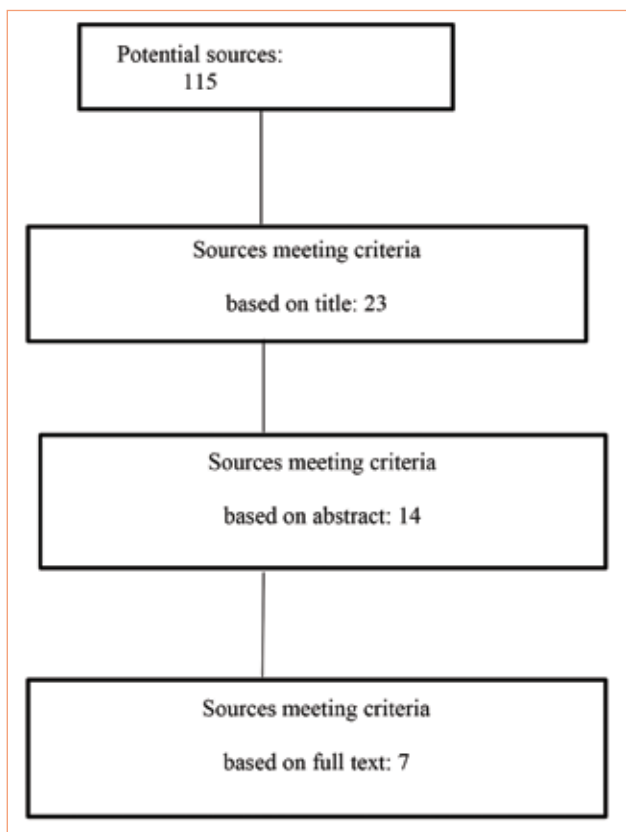 Potential sources:
115
Sources meeting criteria
based on title: 23
Sources meeting criteria
based on abstract: 14
Sources meeting criteria
based on full text: 7